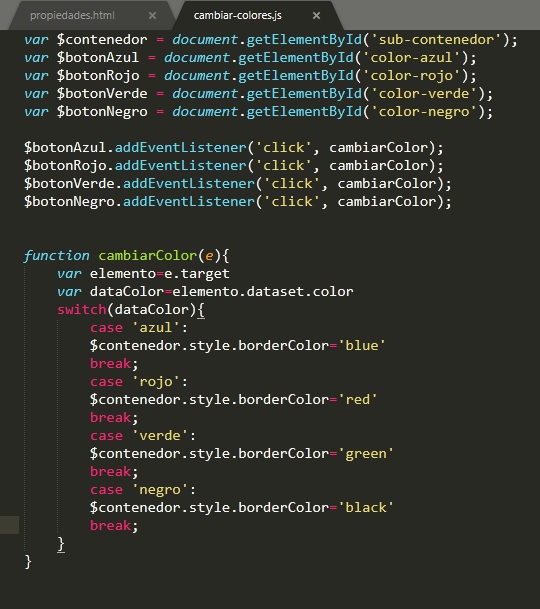 propiedades.html × cambiar-colores.js ×
var $contenedor = document.getElementById('sub-contenedor');
var $botonAzul = document.getElementById('color-azul');
var $botonRojo = document.getElementById('color-rojo');
var $botonVerde = document.getElementById('color-verde');
var $botonNegro = document.getElementById('color-negro');
$botonAzul.addEventListener('click', cambiarColor);
$botonRojo.addEventListener('click', cambiarColor);
$botonVerde.addEventListener('click', cambiarColor);
$botonNegro.addEventListener('click', cambiarColor);
function cambiarColor(e){
var elemento=e.target
var dataColor=elemento.dataset.color
switch(dataColor){
case 'azul':
$contenedor.style.borderColor='blue'
break;
case 'rojo':
$contenedor.style.borderColor='red'
break;
case 'verde':
$contenedor.style.borderColor='green'
break;
case 'negro':
$contenedor.style.borderColor='black'
break;
}
}